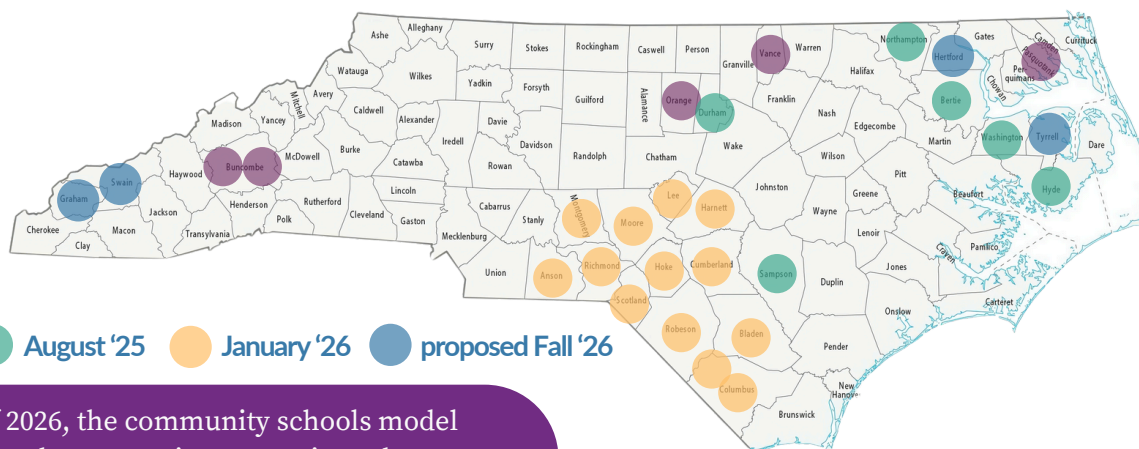 Alleghany
Ashe
Surry
Stokes
Rockingham
Caswell
Person
Granville
Vance
Warren
Northampton
Gates
Hertford
Camden
Currituck
Pasquotank
Per-
quimans
Chowan
Halifax
Bertie
Watauga
Wilkes
Yadkin
Forsyth
Guilford
Alamance
Orange
Durham
Franklin
Nash
Edgecombe
Martin
Washington
Tyrrell
Dare
Mitchell
Avery
Caldwell
Alexander
Iredell
Davie
Davidson
Randolph
Chatham
Wake
Wilson
Pitt
Beaufort
Hyde
Madison
Yancey
McDowell
Burke
Catawba
Rowan
Johnston
Greene
Wayne
Lenoir
Craven
Pamlico
Swain
Haywood
Buncombe
Graham
Jackson
Henderson
Rutherford
Cleveland
Lincoln
Gaston
Cabarrus
Stanly
Montgomery
Moore
Lee
Harnett
Cherokee
Clay
Macon
Transylvania
Polk
Mecklenburg
Union
Anson
Richmond
Hoke
Cumberland
Sampson
Duplin
Jones
Onslow
Carteret
Scotland
Robeson
Bladen
Pender
Columbus
Brunswick
New
Hanove
August ‘25
January ‘26
proposed Fall ‘26
2026, the community schools model